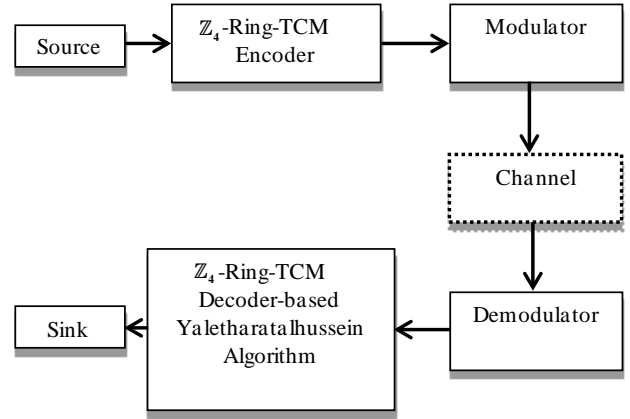 Source
ℤ₄-Ring-TCM
Encoder
Modulator
Channel
Demodulator
ℤ₄-Ring-TCM
Decoder-based
Yaletharatalhussein
Algorithm
Sink